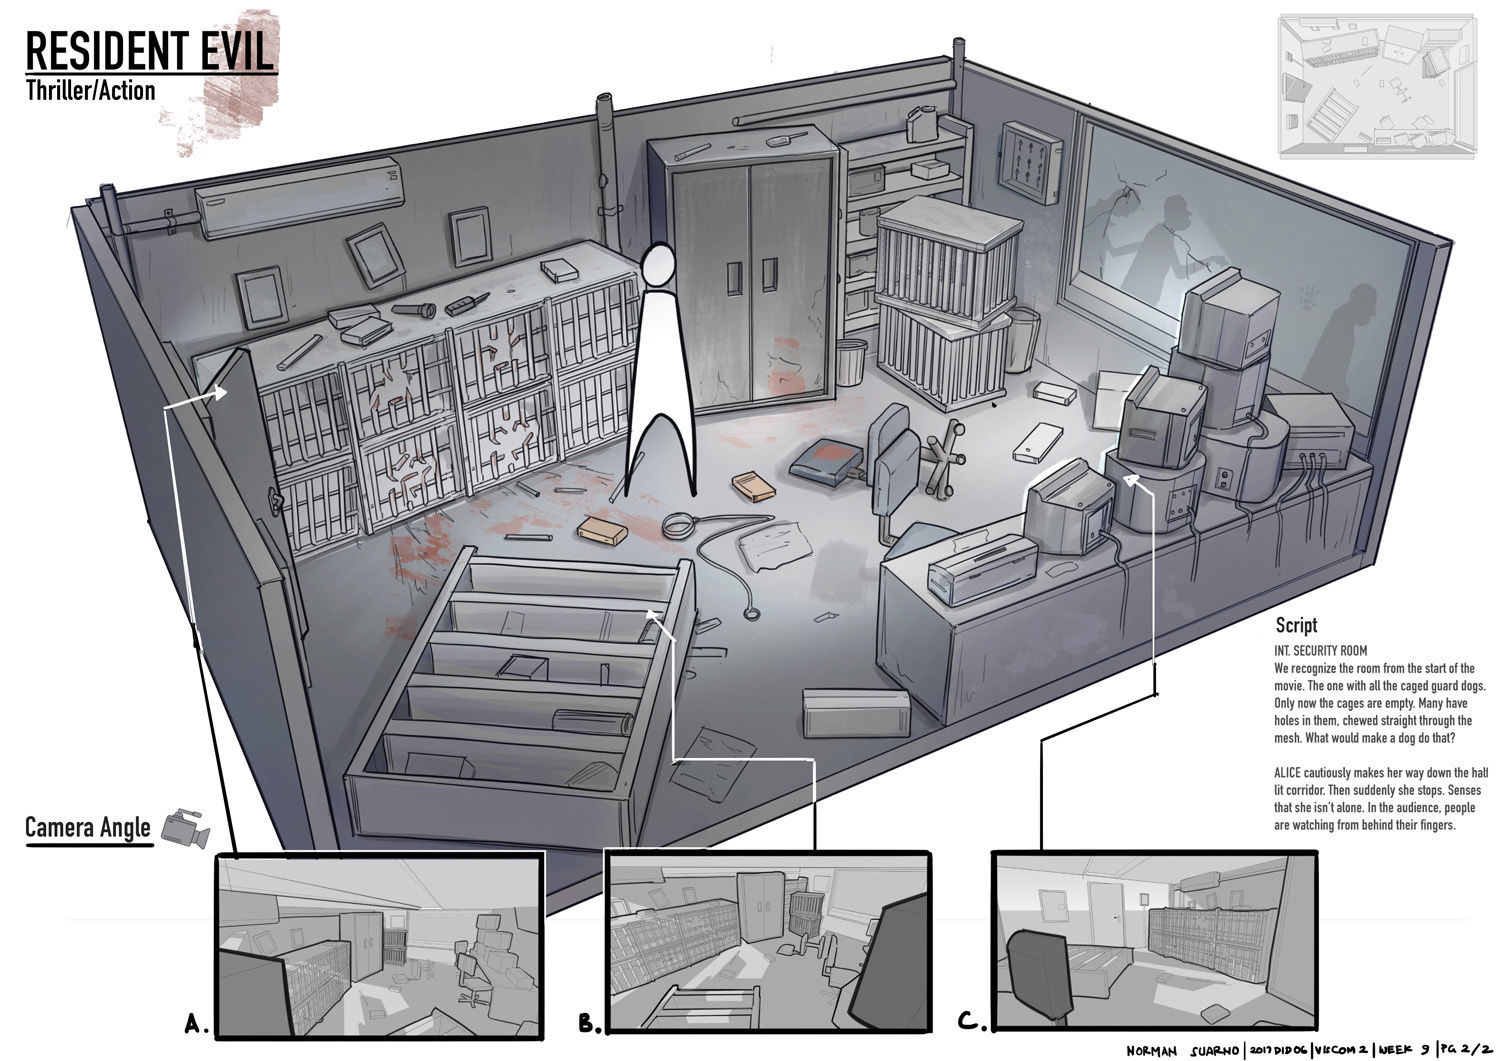 RESIDENT EVIL
Thriller/Action
Script
INT. SECURITY ROOM
We recognize the room from the start of the
movie. The one with all the caged guard dogs.
Only now the cages are empty. Many have
holes in them, chewed straight through the
mesh. What would make a dog do that?
ALICE cautiously makes her way down the half
lit corridor. Then suddenly she stops. Senses
that she isn't alone. In the audience, people
are watching from behind their fingers.
Camera Angle
A.
B.
C.
NORMAN SUARNO | 2017DID06 | VISCOM 2 | WEEK 9 | PG 2/2